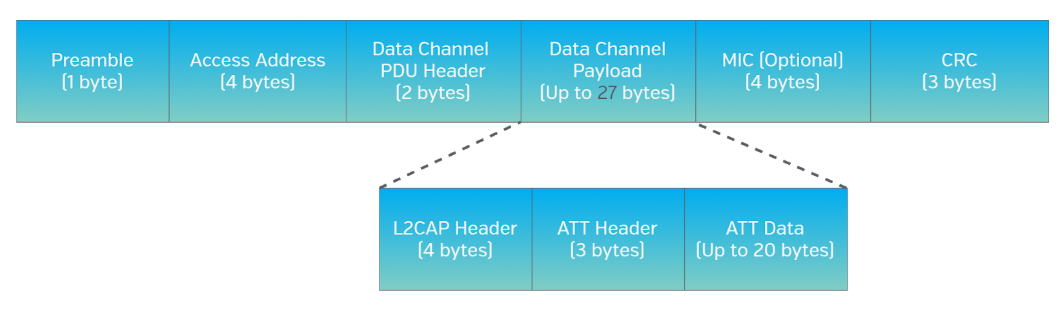 Preamble
(1 byte)
Access Address
(4 bytes)
Data Channel
PDU Header
(2 bytes)
Data Channel
Payload
(Up to 27 bytes)
MIC (Optional)
(4 bytes)
CRC
(3 bytes)
L2CAP Header
(4 bytes)
ATT Header
(3 bytes)
ATT Data
(Up to 20 bytes)